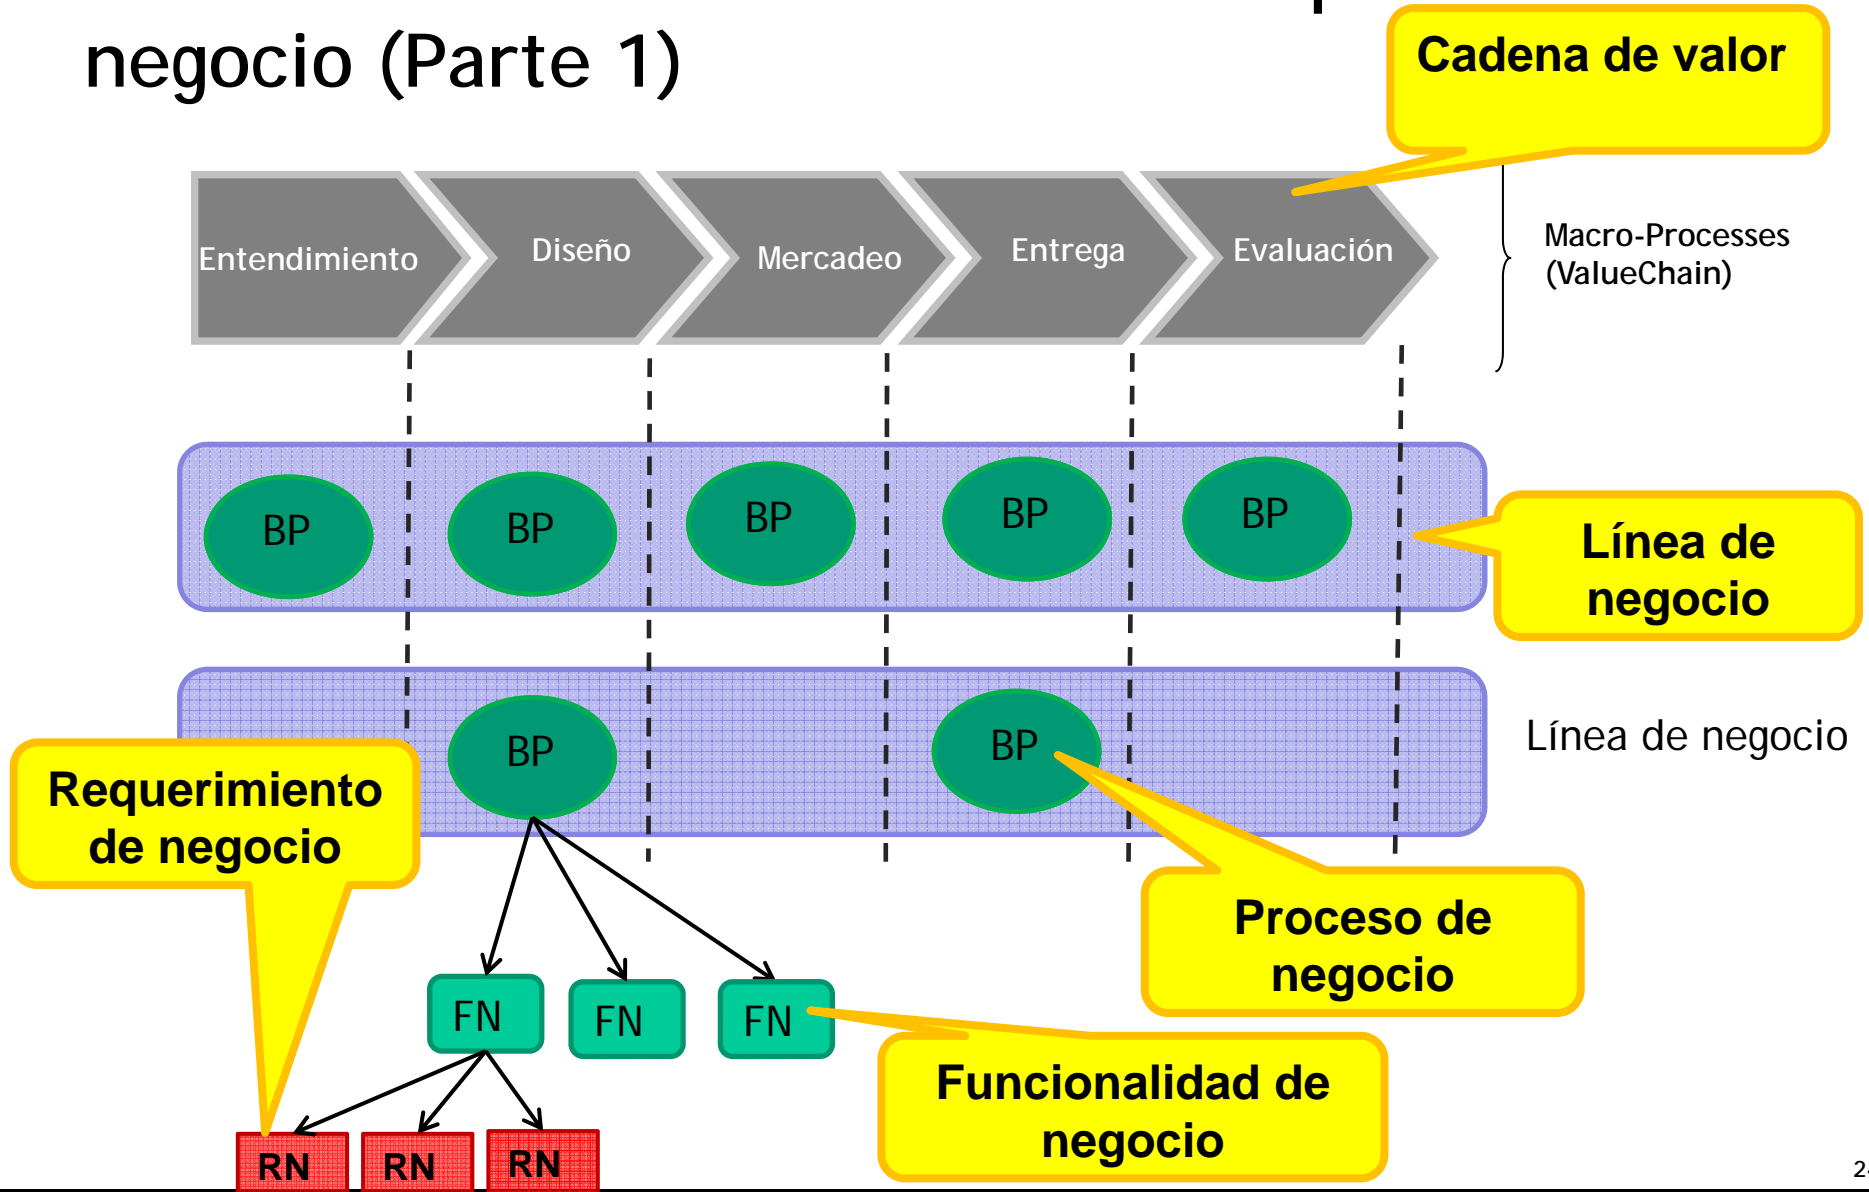 negocio (Parte 1)
Cadena de valor
Entendimiento
Diseño
Mercadeo
Entrega
Evaluación
Macro-Processes
(ValueChain)
BP
BP
BP
BP
BP
Línea de
negocio
BP
BP
Línea de negocio
Requerimiento
de negocio
Proceso de
negocio
FN
FN
FN
Funcionalidad de
negocio
RN
RN
RN